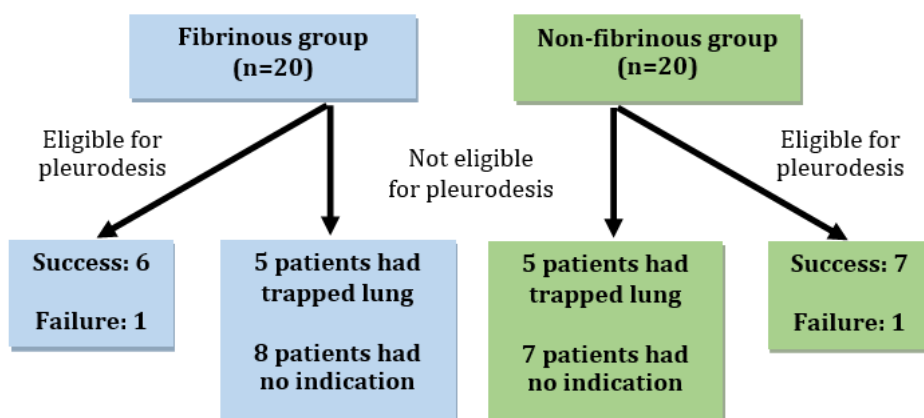 Fibrinous group
(n=20)
Non-fibrinous group
(n=20)
Eligible for
pleurodesis
Not eligible
for pleurodesis
Eligible for
pleurodesis
Success: 6
Failure: 1
5 patients had
trapped lung
8 patients had
no indication
5 patients had
trapped lung
7 patients had
no indication
Success: 7
Failure: 1